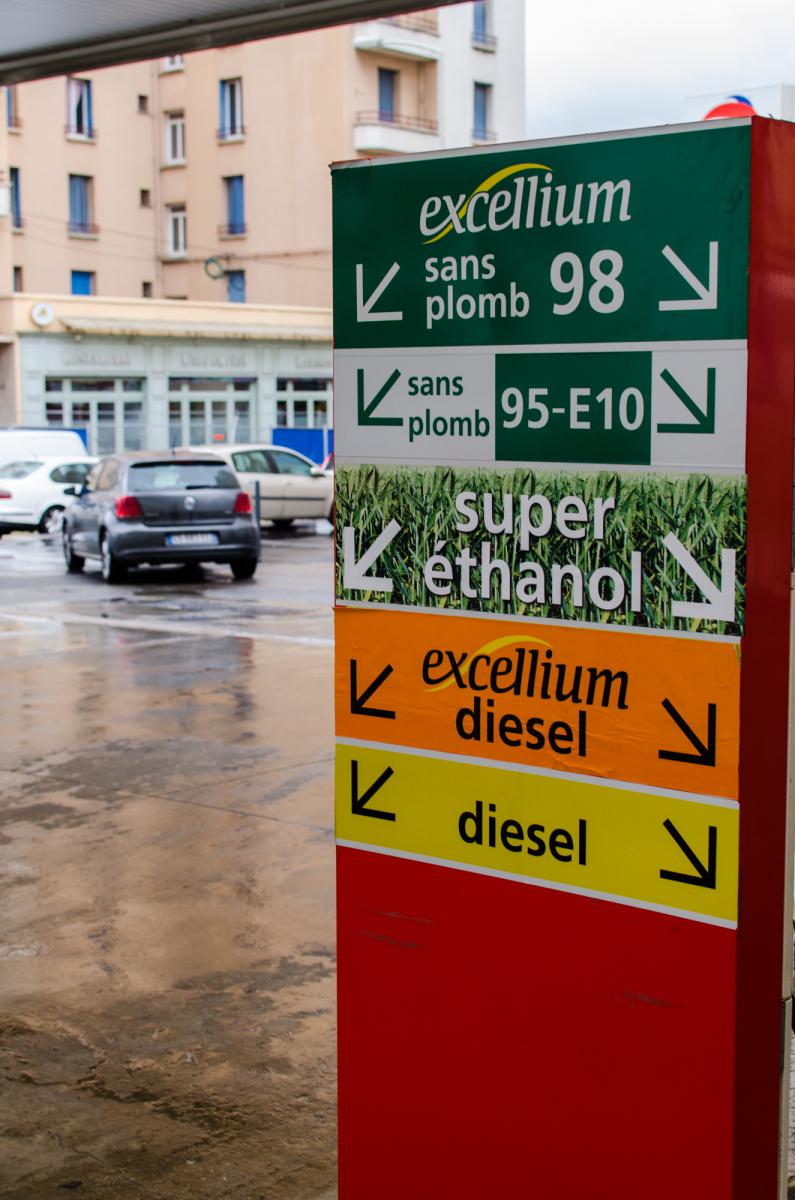 excellium
sans
plomb 98
sans
plomb 95-E10
super
éthanol
excellium
diesel
diesel